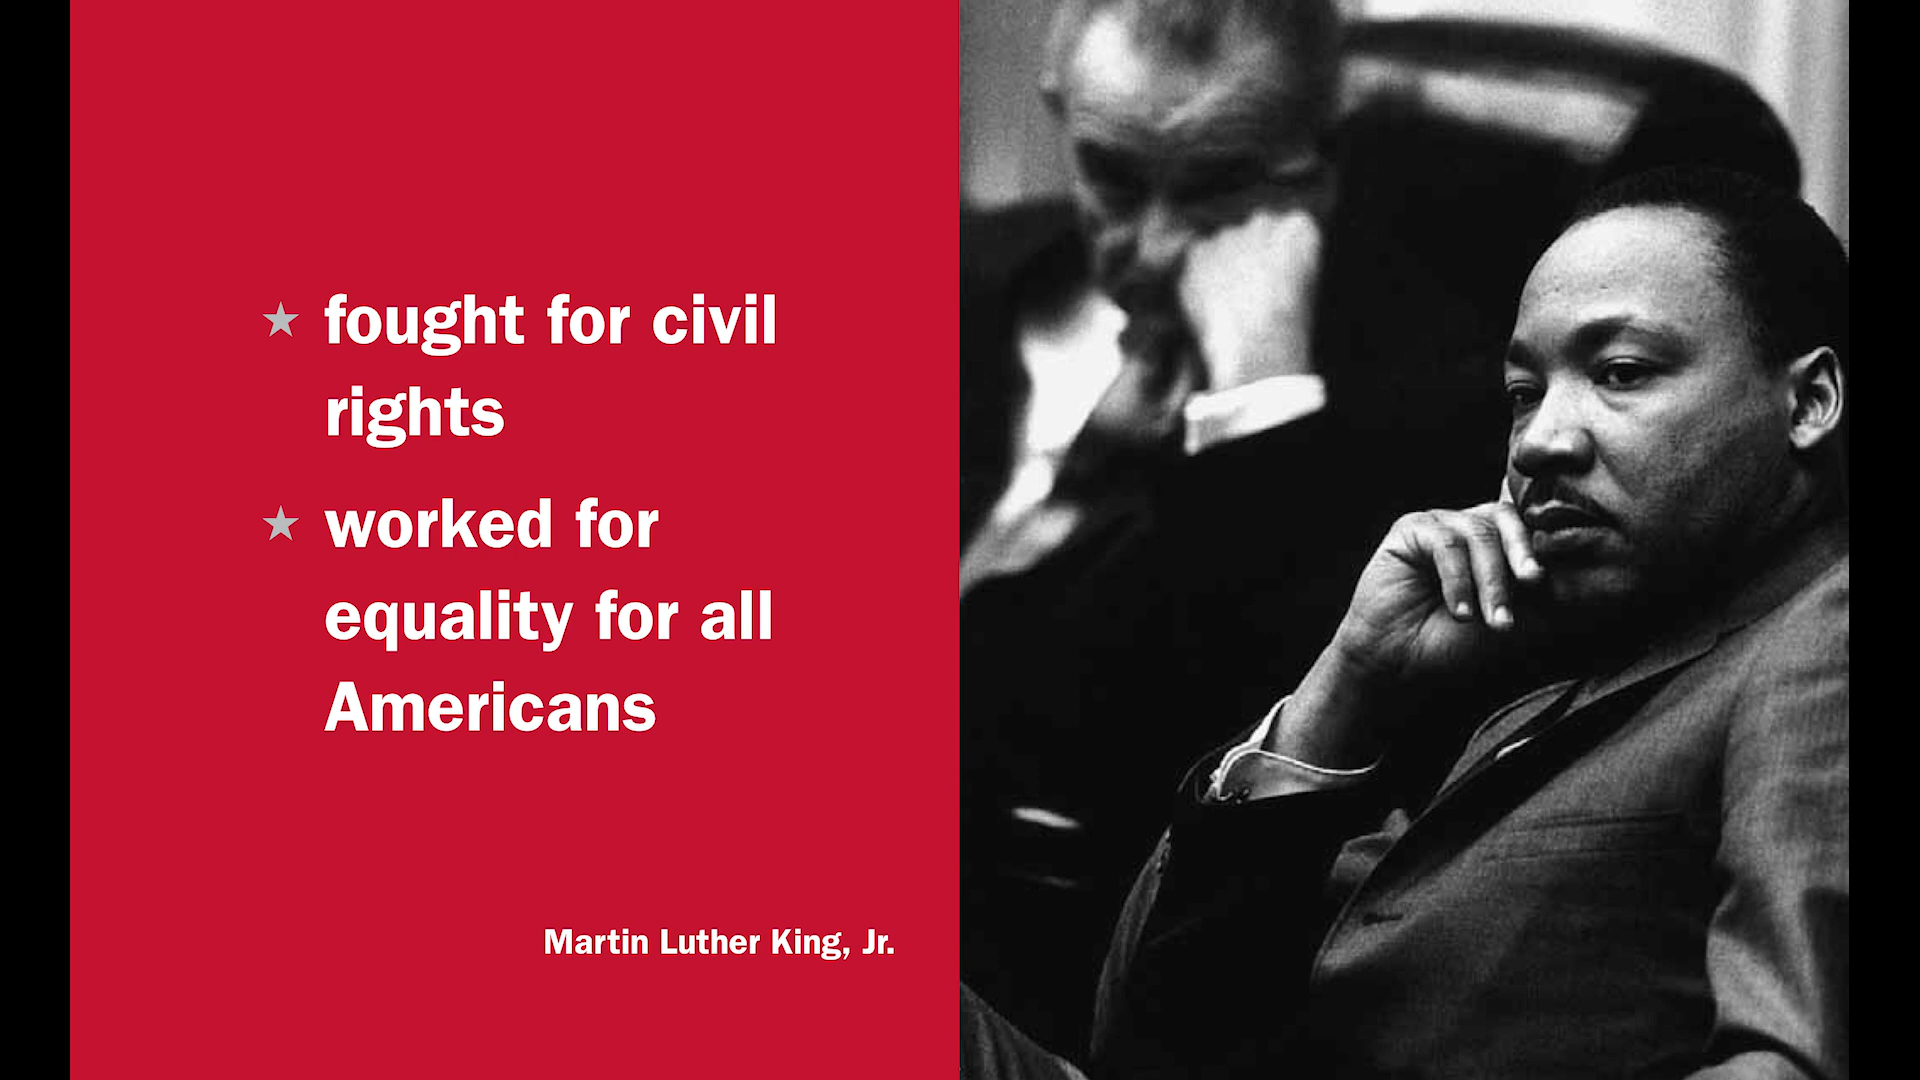 ★ fought for civil
rights
★ worked for
equality for all
Americans
Martin Luther King, Jr.